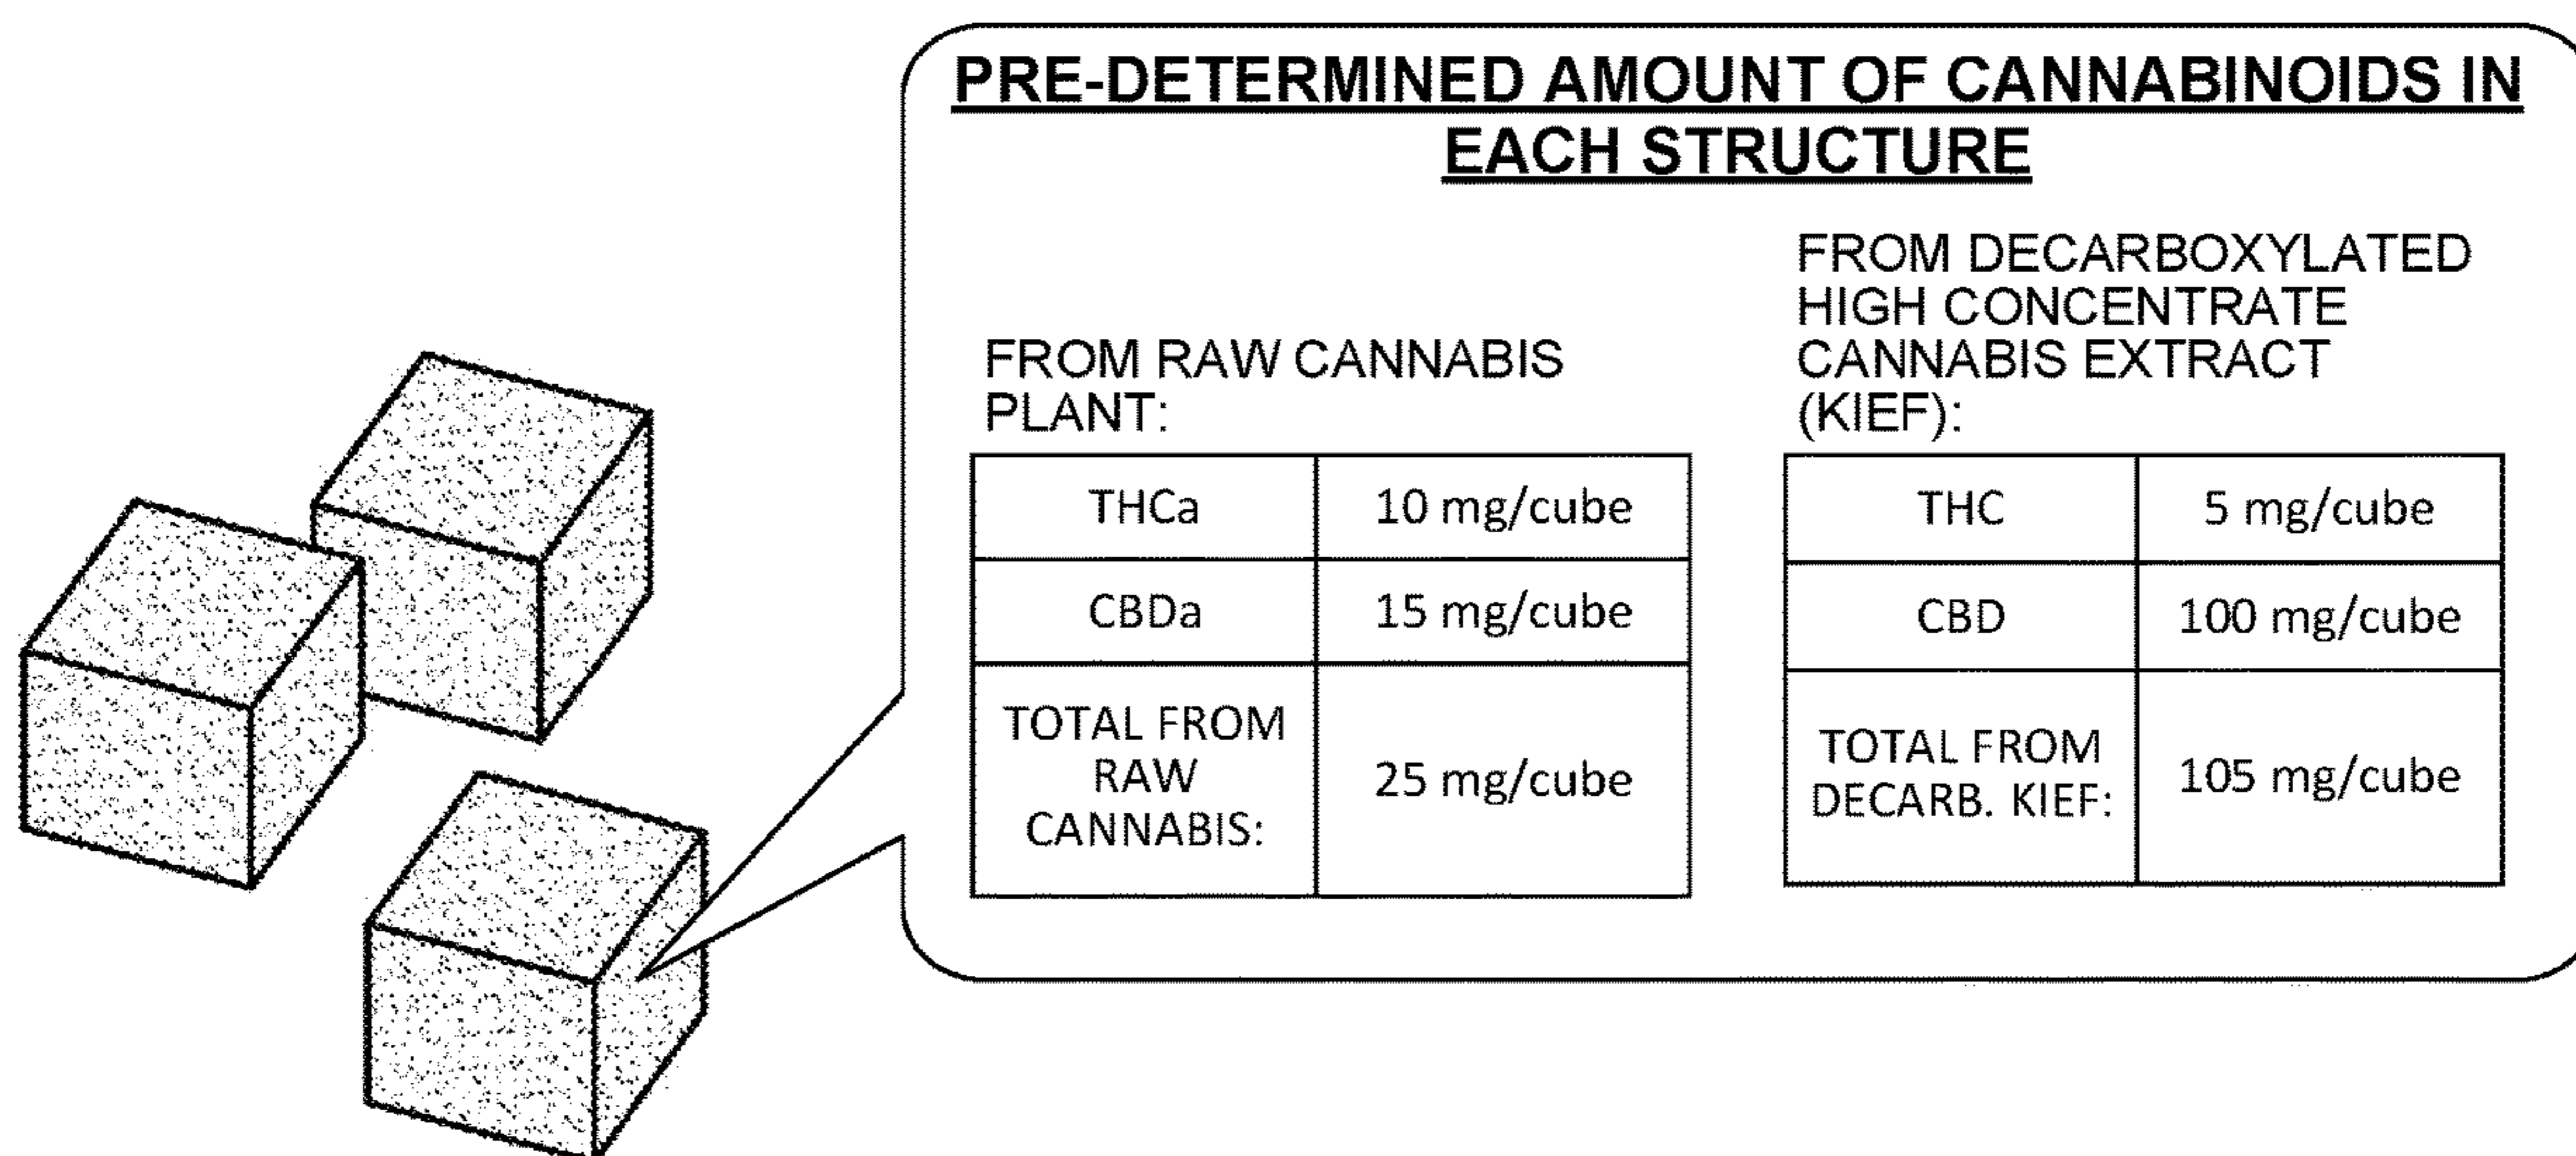 PRE-DETERMINED AMOUNT OF CANNABINOIDS IN
EACH STRUCTURE
FROM RAW CANNABIS
PLANT:
THCa 10 mg/cube
CBDa 15 mg/cube
TOTAL FROM
RAW
CANNABIS:
25 mg/cube
FROM DECARBOXYLATED
HIGH CONCENTRATE
CANNABIS EXTRACT
(KIEF):
THC 5 mg/cube
CBD 100 mg/cube
TOTAL FROM
DECARB. KIEF:
105 mg/cube